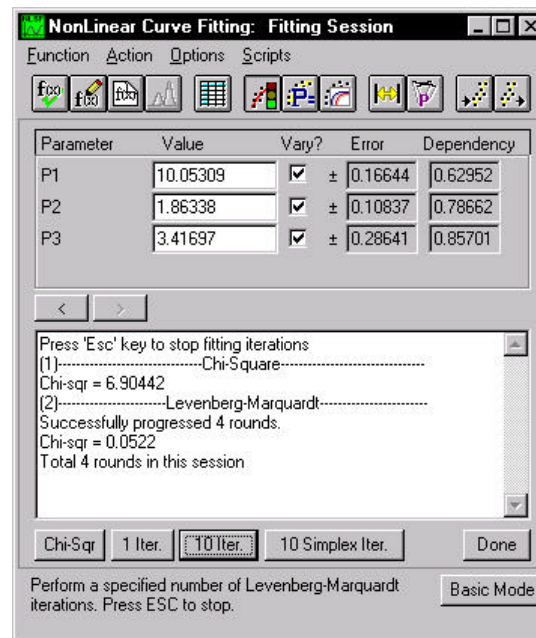 NonLinear Curve Fitting: Fitting Session
Function Action Options Scripts
f(x) f(x) f(x) P= P
Parameter Value Vary? Error Dependency
P1 10.05309 ± 0.16644 0.62952
P2 1.86338 ± 0.10837 0.78662
P3 3.41697 ± 0.28641 0.85701
< >
Press 'Esc' key to stop fitting iterations
(1)------------------------------Chi-Square-------------------------------
Chi-sqr = 6.90442
(2)-----------------------Levenberg-Marquardt-----------------------
Successfully progressed 4 rounds.
Chi-sqr = 0.0522
Total 4 rounds in this session
Chi-Sqr 1 Iter. 10 Iter. 10 Simplex Iter. Done
Perform a specified number of Levenberg-Marquardt
iterations. Press ESC to stop.
Basic Mode